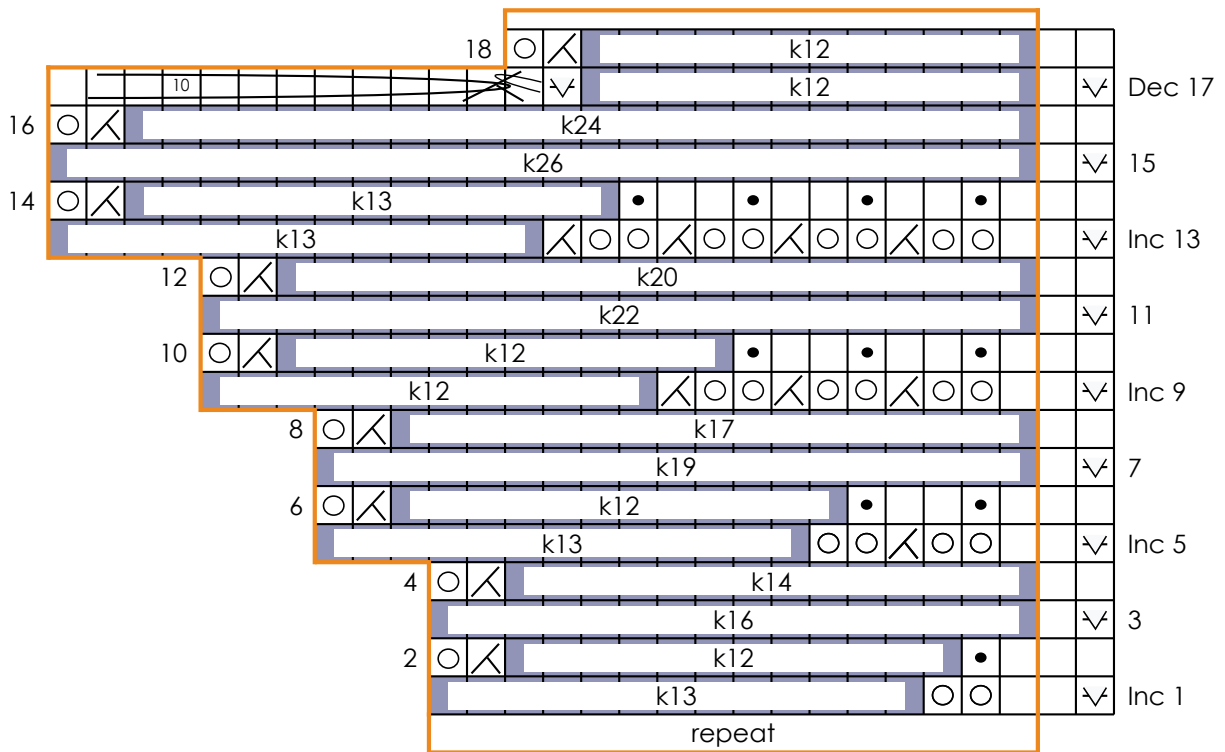 18 k12
10 k12 Dec 17
16 k24
k26 15
14 k13
k13 Inc 13
12 k20
k22 11
10 k12
k12 Inc 9
8 k17
k19 7
6 k12
k13 Inc 5
4 k14
k16 3
2 k12
k13 Inc 1
repeat